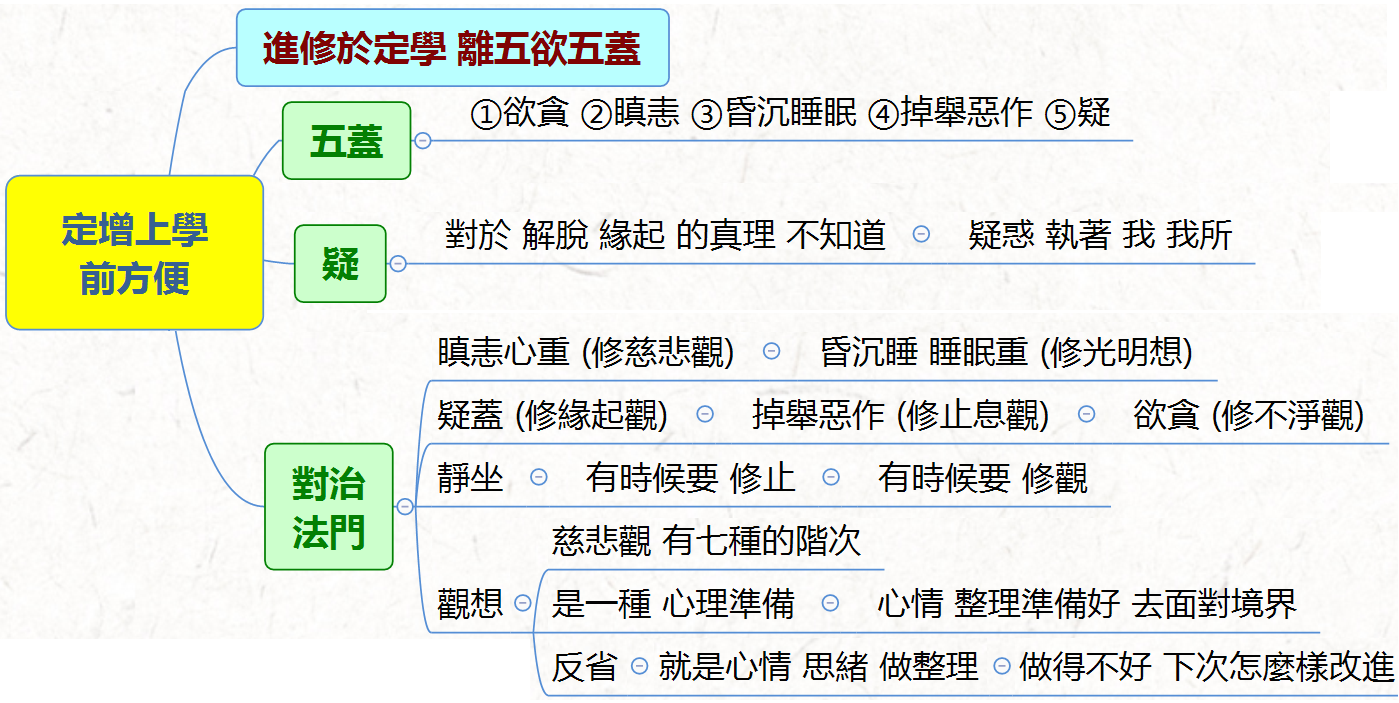 進修於定學 離五欲五蓋
五蓋
①欲貪 ②瞋恚 ③昏沉睡眠 ④掉舉惡作 ⑤疑
定增上學
前方便
疑
對於 解脫 緣起 的真理 不知道 疑惑 執著 我 我所
對治
法門
瞋恚心重 (修慈悲觀) 昏沉睡 睡眠重 (修光明想)
疑蓋 (修緣起觀) 掉舉惡作 (修止息觀) 欲貪 (修不淨觀)
靜坐 有時候要 修止 有時候要 修觀
觀想
慈悲觀 有七種的階次
是一種 心理準備 心情 整理準備好 去面對境界
反省 就是心情 思緒 做整理 做得不好 下次怎麼樣改進